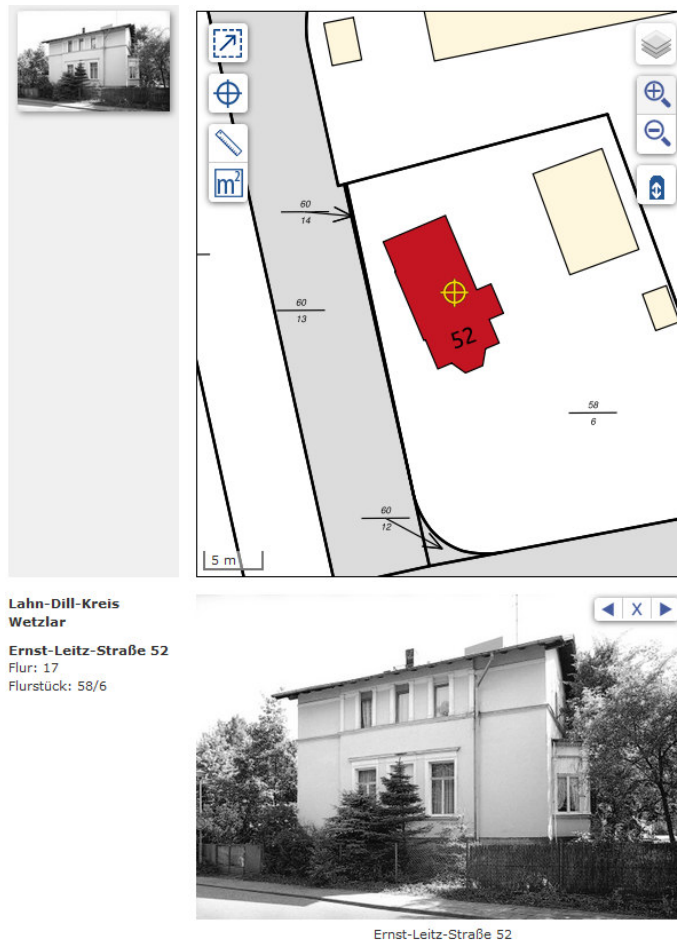 m²
60
14
60
13
52
58
6
60
12
5 m
Lahn-Dill-Kreis
Wetzlar
Ernst-Leitz-Straße 52
Flur: 17
Flurstück: 58/6
X
Ernst-Leitz-Straße 52